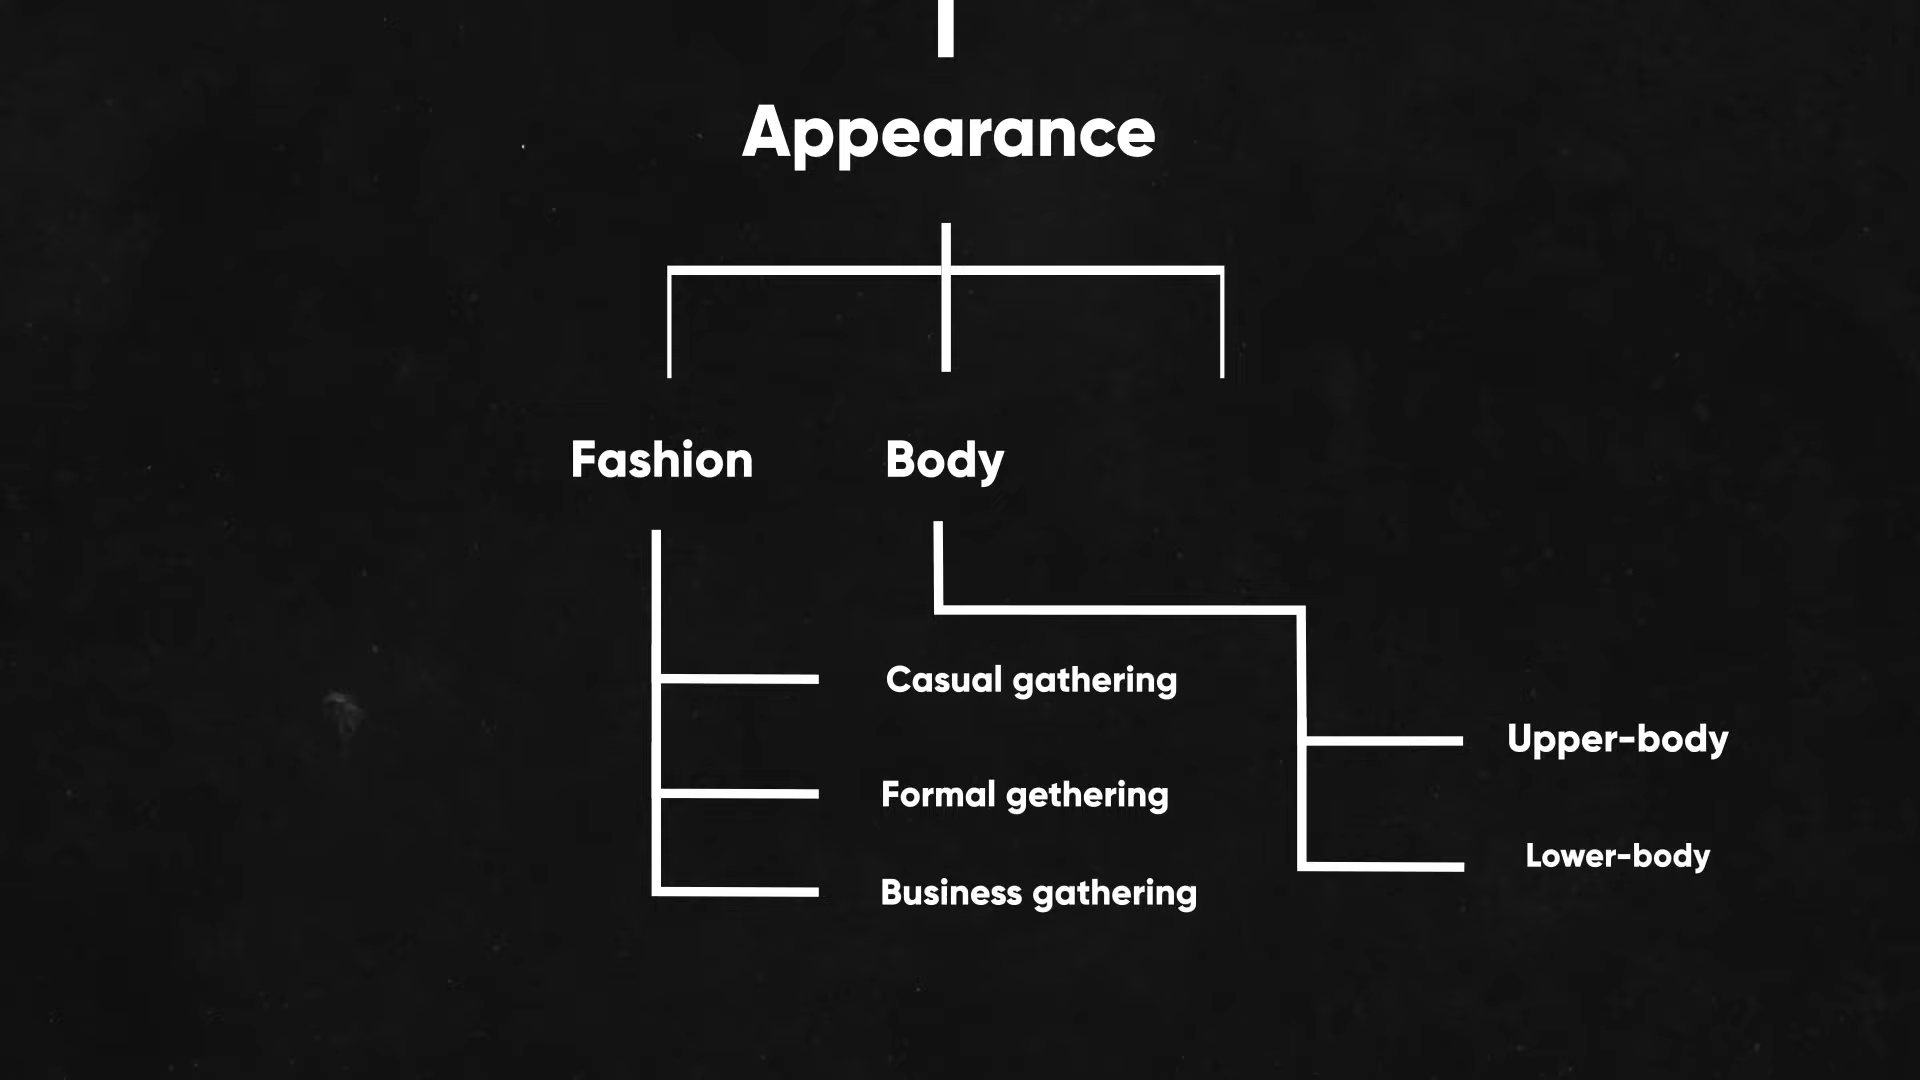 Appearance
Fashion
Body
Casual gathering
Formal gethering
Business gathering
Upper-body
Lower-body